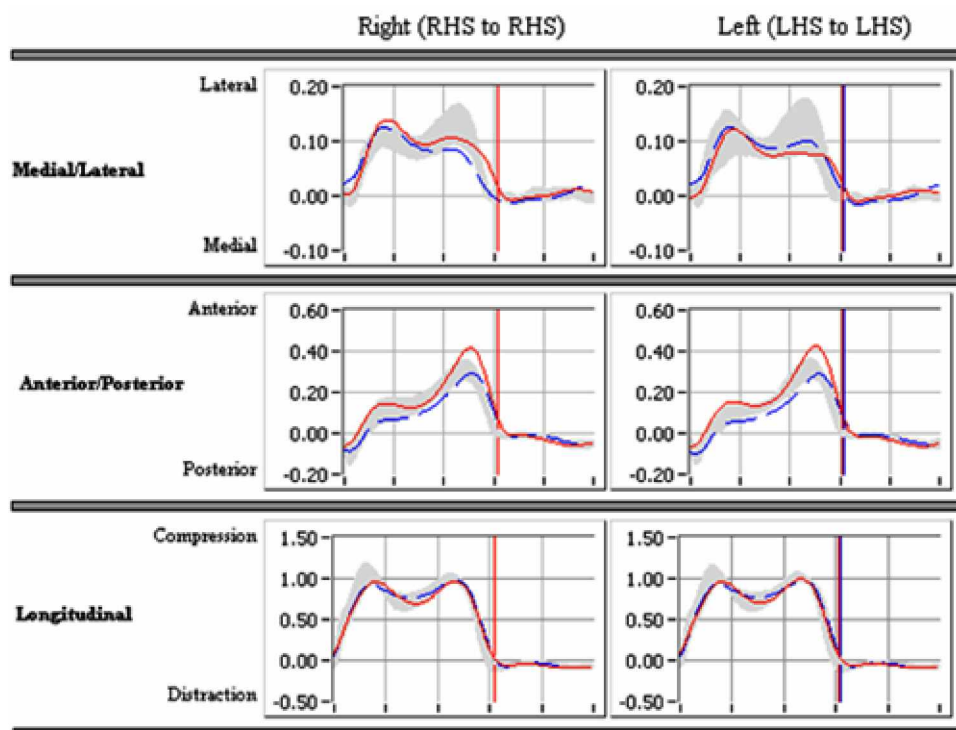 Right (RHS to RHS) Left (LHS to LHS)
Lateral 0.20 0.20
0.10 0.10
Medial/Lateral
0.00 0.00
Medial -0.10 -0.10
Anterior 0.60 0.60
0.40 0.40
Anterior/Posterior
0.20 0.20
0.00 0.00
Posterior -0.20 -0.20
Compression 1.50 1.50
1.00 1.00
Longitudinal 0.50 0.50
0.00 0.00
Distraction -0.50 -0.50